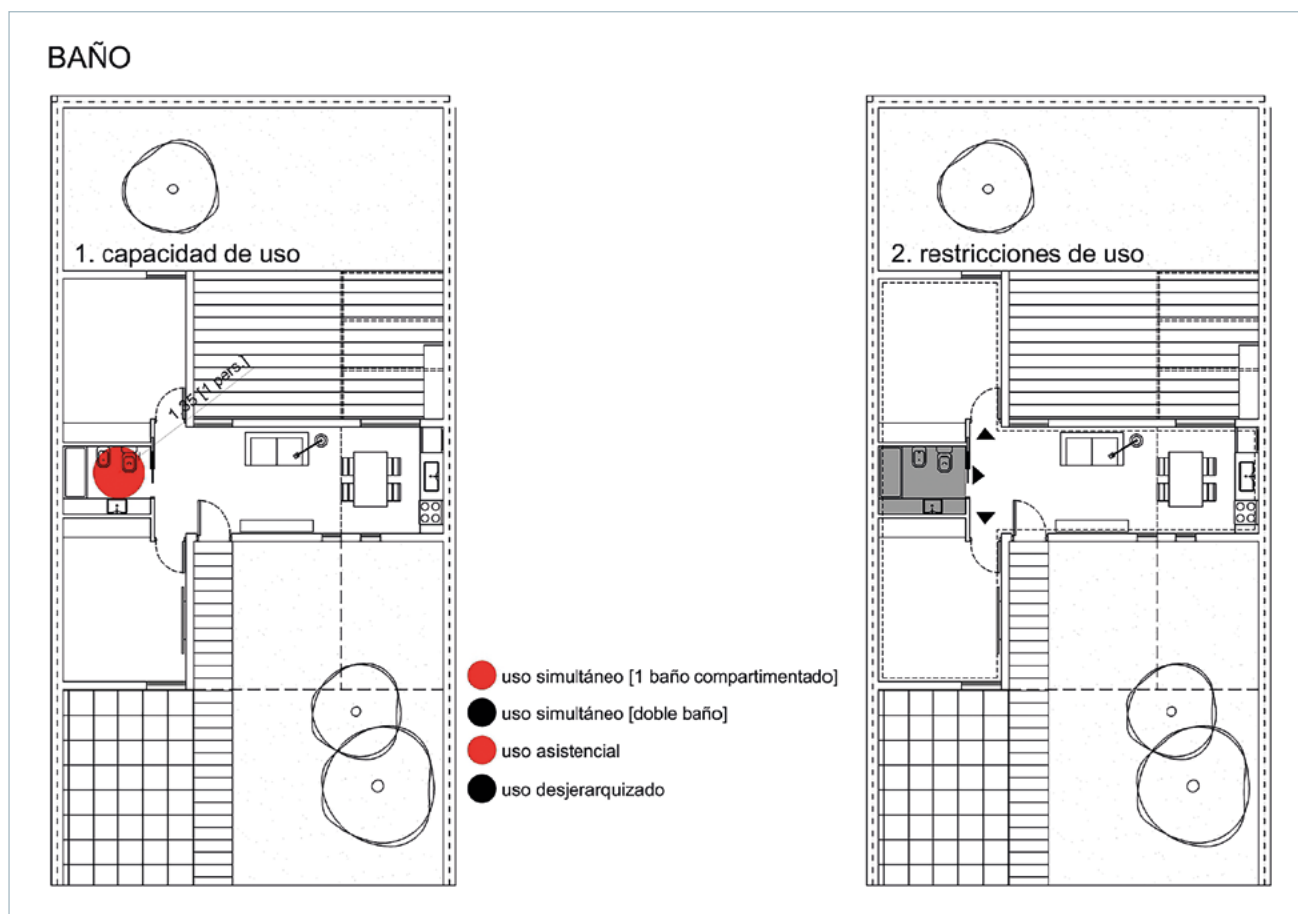 BAÑO
1. capacidad de uso
2. restricciones de uso
1.35 [1 pers.]
uso simultáneo [1 baño compartimentado]
uso simultáneo [doble baño]
uso asistencial
uso desjerarquizado